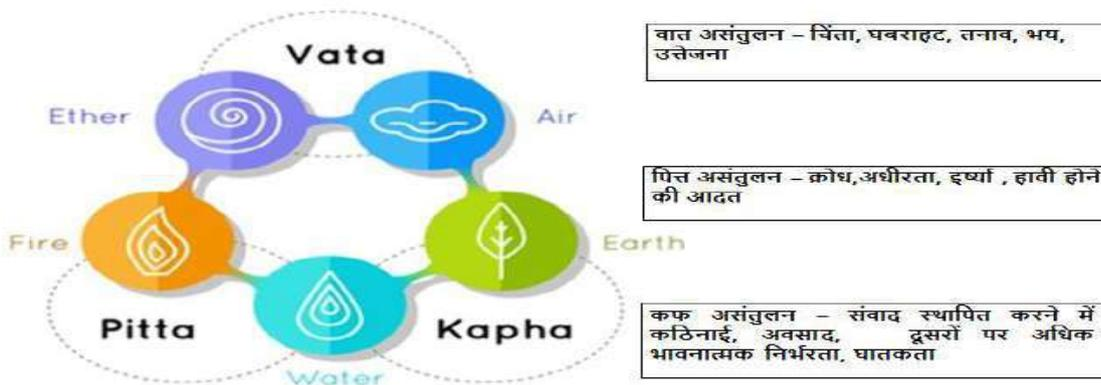 Vata
Ether
Air
Fire
Earth
Pitta
Kapha
Water
वात असंतुलन – चिंता, घबराहट, तनाव, भय,
उत्तेजना
पित्त असंतुलन – क्रोध,अधीरता, इर्ष्या , हावी होने
की आदत
कफ असंतुलन – संवाद स्थापित करने में
कठिनाई, अवसाद, दूसरों पर अधिक
भावनात्मक निर्भरता, घातकता